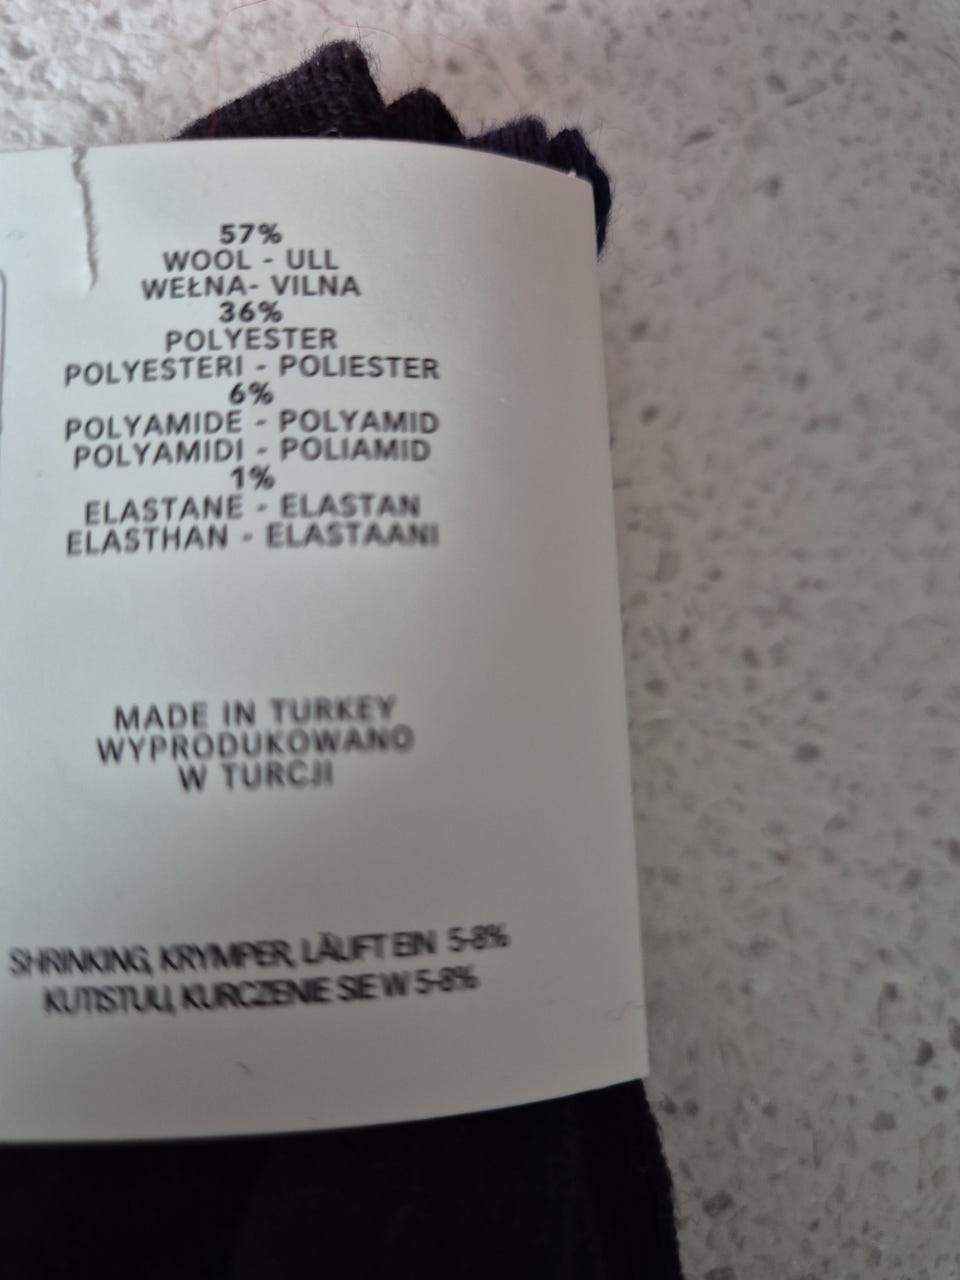 57%
WOOL - ULL
WEŁNA- VILNA
36%
POLYESTER
POLYESTERI - POLIESTER
6%
POLYAMIDE - POLYAMID
POLYAMIDI - POLIAMID
1%
ELASTANE - ELASTAN
ELASTHAN - ELASTAANI
MADE IN TURKEY
WYPRODUKOWANO
W TURCJI
SHRINKING, KRYMPER, LÄUFT EIN 5-8%
KUTISTUU, KURCZENIE SIE W 5-8%